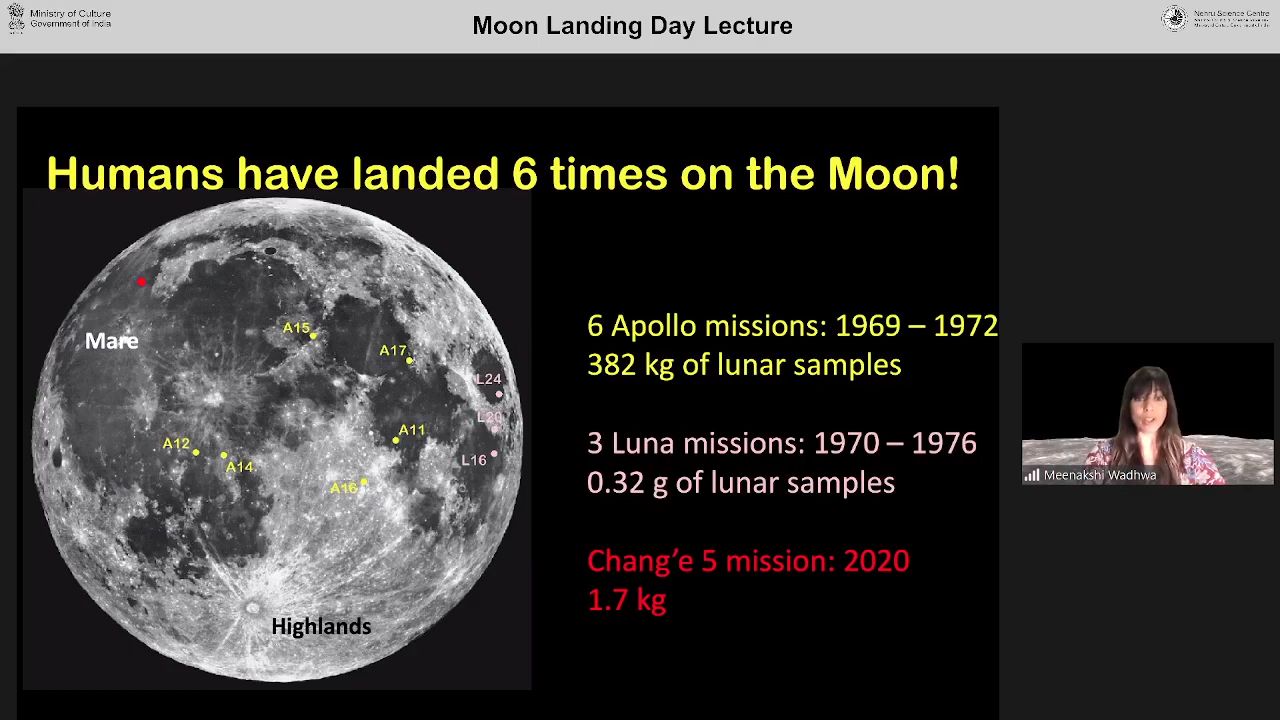 Ministry of Culture
Government of India
Moon Landing Day Lecture
Nehru Science Centre
Humans have landed 6 times on the Moon!
Mare
A15
A17
L24
L20
A12
A11
A14
L16
A16
Highlands
6 Apollo missions: 1969 – 1972
382 kg of lunar samples
3 Luna missions: 1970 – 1976
0.32 g of lunar samples
Chang’e 5 mission: 2020
1.7 kg
Meenakshi Wadhwa